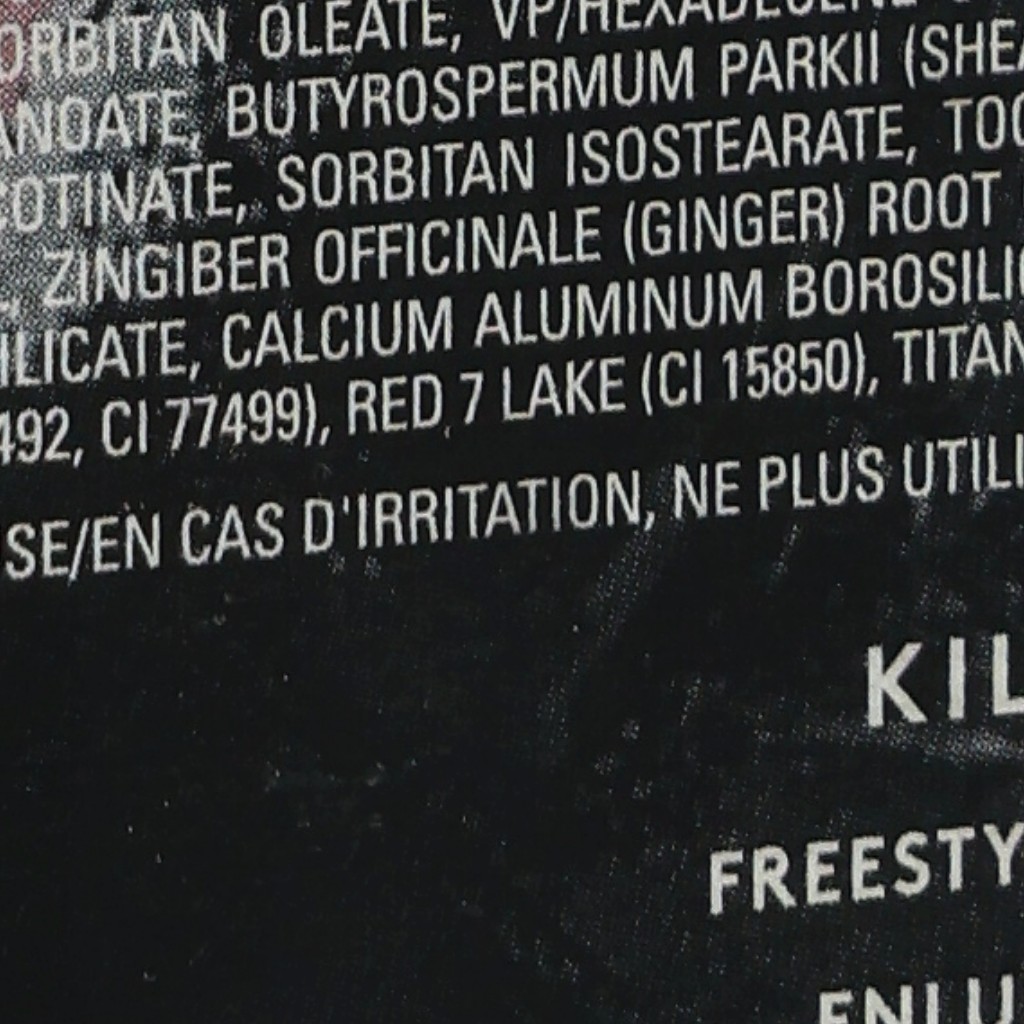 ORBITAN OLEATE, VP/HEXADECENE
ANOATE, BUTYROSPERMUM PARKII (SHEA
COTINATE, SORBITAN ISOSTEARATE, TOC
, ZINGIBER OFFICINALE (GINGER) ROOT
ILICATE, CALCIUM ALUMINUM BOROSILIC
492, CI 77499), RED 7 LAKE (CI 15850), TITAN
SE/EN CAS D'IRRITATION, NE PLUS UTILI
KIL
FREESTY
ENLU